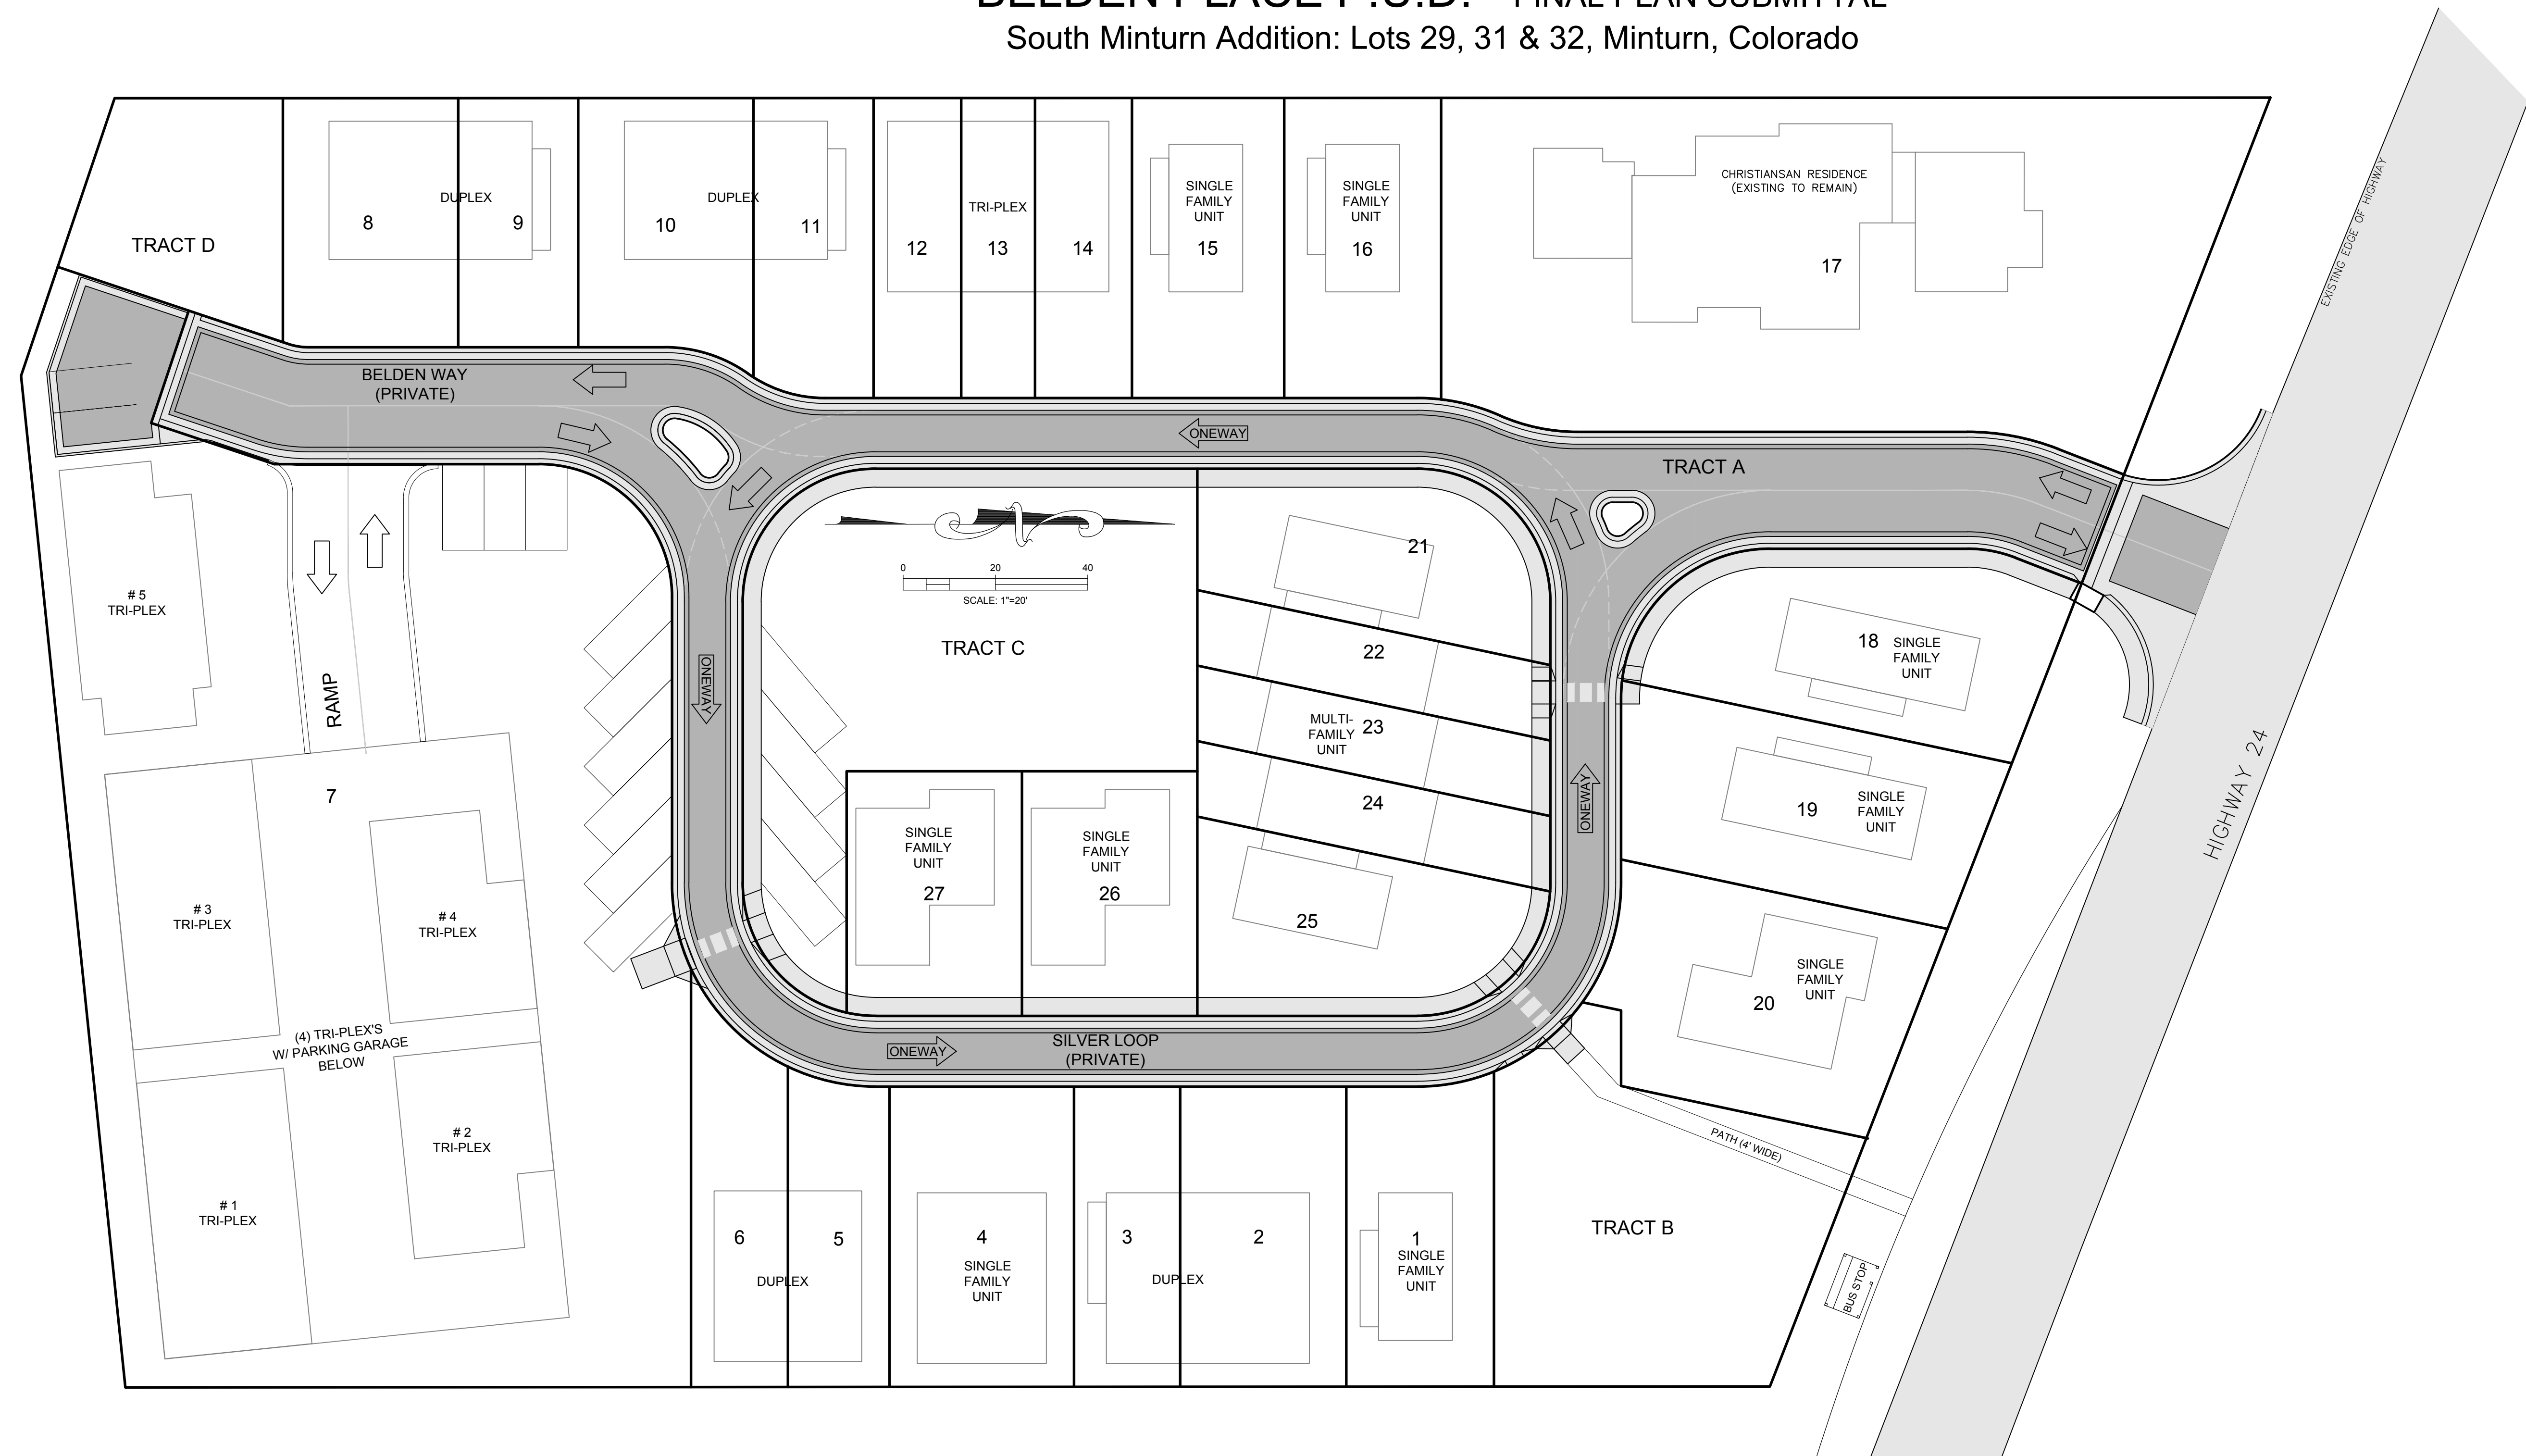 BELDEN PLACE P.U.D. - FINAL PLAN SUBMITTAL
South Minturn Addition: Lots 29, 31 & 32, Minturn, Colorado
TRACT D
8
DUPLEX
9
10
DUPLEX
11
TRI-PLEX
12
13
14
SINGLE
FAMILY
UNIT
15
SINGLE
FAMILY
UNIT
16
CHRISTIANSAN RESIDENCE
(EXISTING TO REMAIN)
17
EXISTING EDGE OF HIGHWAY
BELDEN WAY
(PRIVATE)
ONEWAY
TRACT A
# 5
TRI-PLEX
RAMP
ONEWAY
N
0 20 40
SCALE: 1"=20'
TRACT C
21
22
MULTI-
FAMILY
UNIT
23
24
25
ONEWAY
18
SINGLE
FAMILY
UNIT
19
SINGLE
FAMILY
UNIT
SINGLE
FAMILY
UNIT
20
HIGHWAY 24
7
# 3
TRI-PLEX
# 4
TRI-PLEX
(4) TRI-PLEX'S
W/ PARKING GARAGE
BELOW
# 1
TRI-PLEX
# 2
TRI-PLEX
SINGLE
FAMILY
UNIT
27
SINGLE
FAMILY
UNIT
26
ONEWAY
SILVER LOOP
(PRIVATE)
6
5
DUPLEX
4
SINGLE
FAMILY
UNIT
3
2
DUPLEX
1
SINGLE
FAMILY
UNIT
PATH (4' WIDE)
TRACT B
BUS STOP